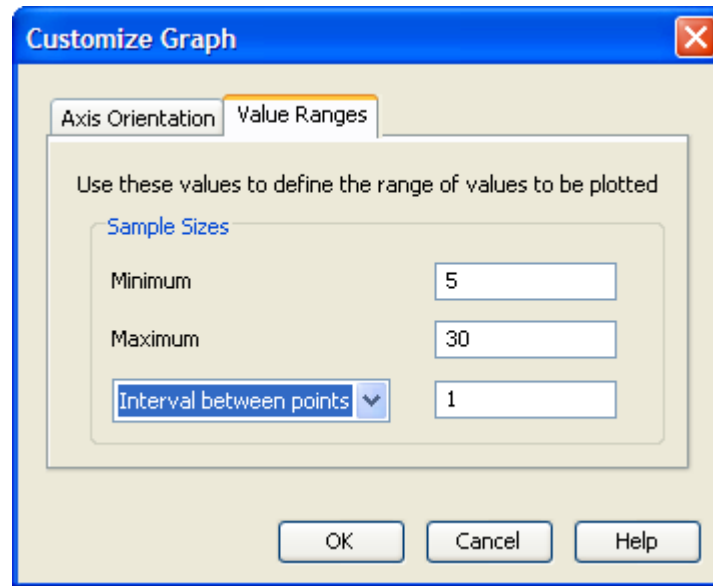 Customize Graph
Axis Orientation Value Ranges
Use these values to define the range of values to be plotted
Sample Sizes
Minimum 5
Maximum 30
Interval between points 1
OK Cancel Help